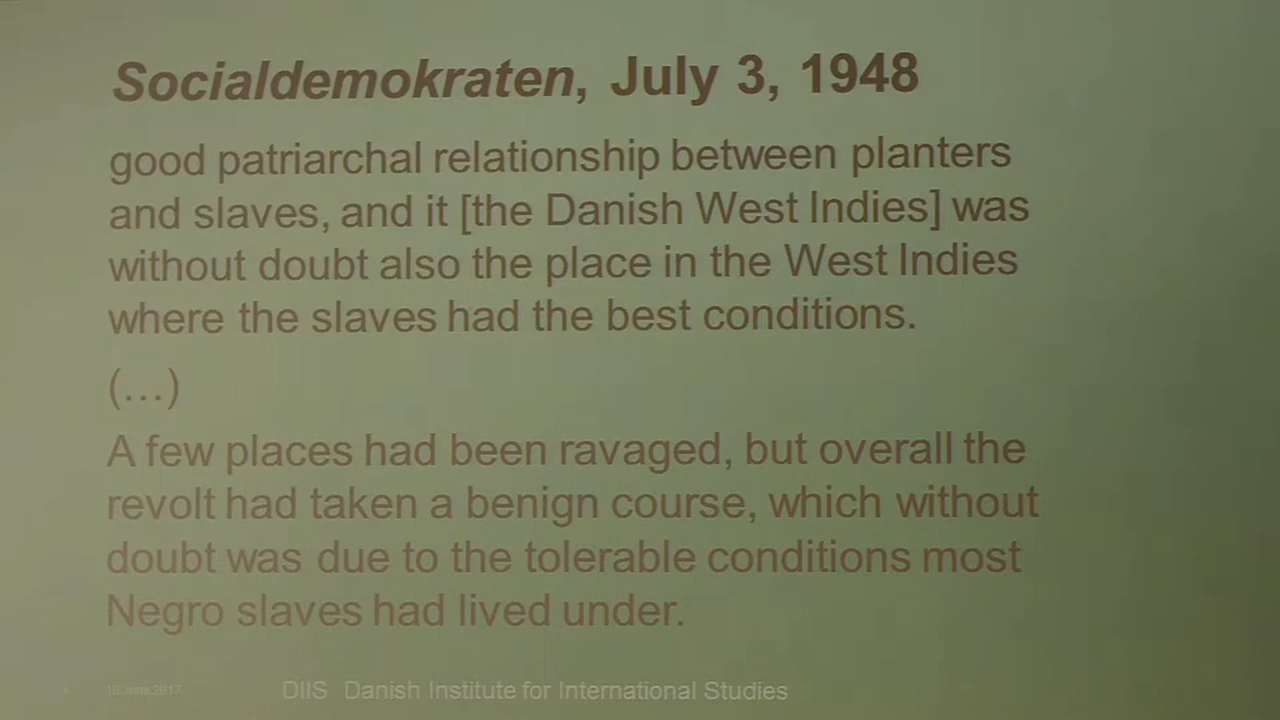 Socialdemokraten, July 3, 1948
good patriarchal relationship between planters
and slaves, and it [the Danish West Indies] was
without doubt also the place in the West Indies
where the slaves had the best conditions.
(...)
A few places had been ravaged, but overall the
revolt had taken a benign course, which without
doubt was due to the tolerable conditions most
Negro slaves had lived under.
June 2017 DIIS Danish Institute for International Studies